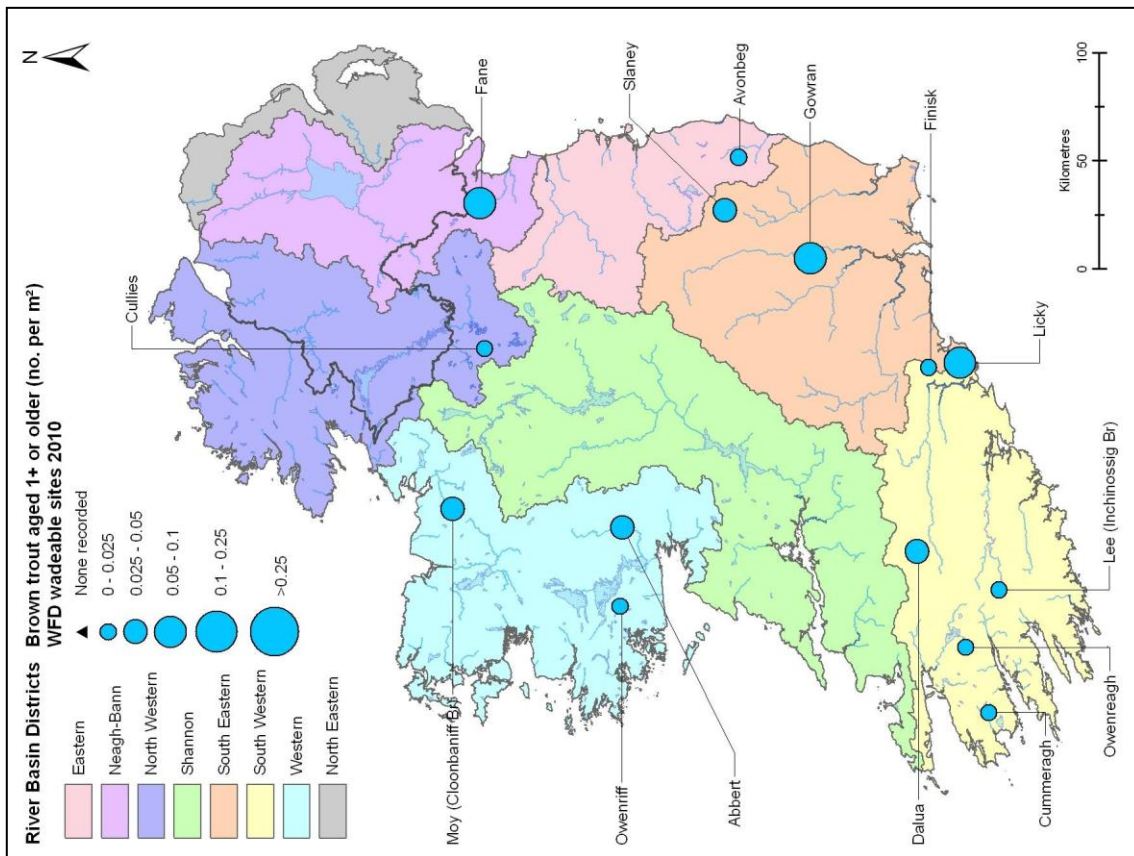 River Basin Districts
Eastern
Neagh-Bann
North Western
Shannon
South Eastern
South Western
Western
North Eastern
Brown trout aged 1+ or older (no. per m²)
WFD wadeable sites 2010
None recorded
0 - 0.025
0.025 - 0.05
0.05 - 0.1
0.1 - 0.25
>0.25
N
Cullies
Fane
Slaney
Avonbeg
Gowran
Finisk
Licky
Moy (Cloonbaniff Br)
Owenriff
Abbert
Dalua
Cummeragh
Owenreagh
Lee (Inchinossig Br)
0 50 100
Kilometres